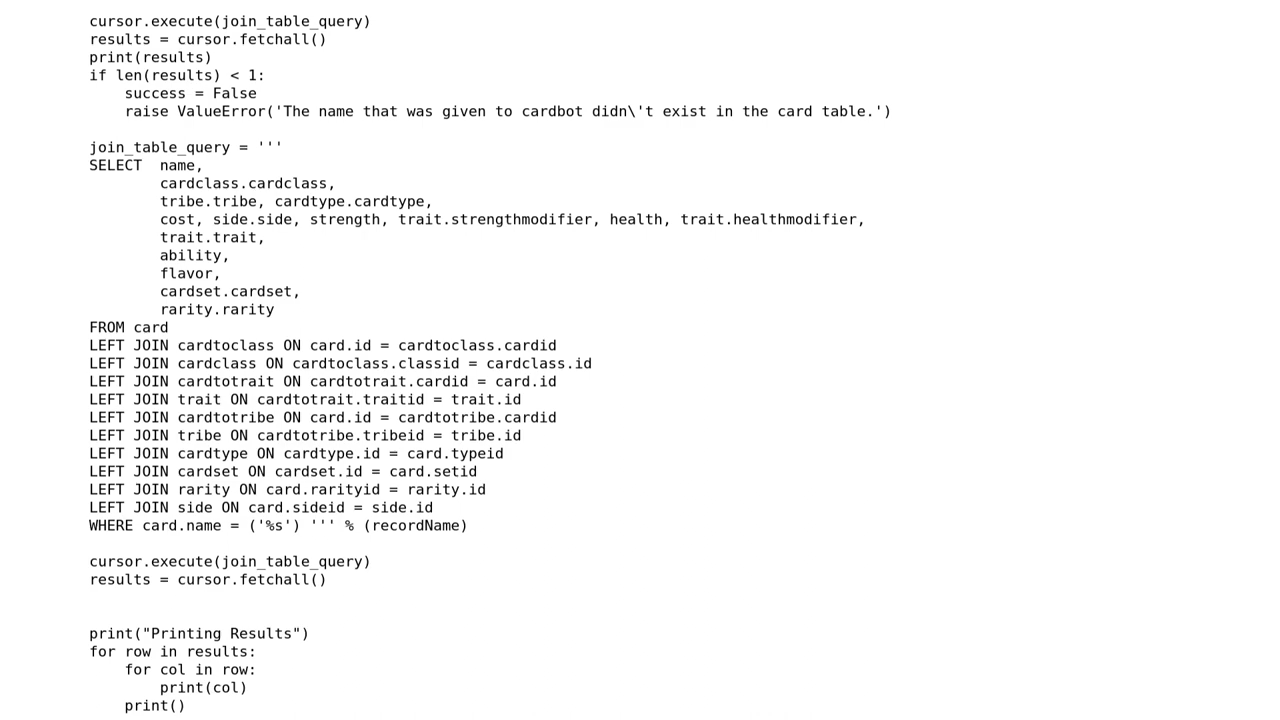 cursor.execute(join_table_query)
results = cursor.fetchall()
print(results)
if len(results) < 1:
    success = False
    raise ValueError('The name that was given to cardbot didn\'t exist in the card table.')

join_table_query = '''
SELECT  name,
        cardclass.cardclass,
        tribe.tribe, cardtype.cardtype,
        cost, side.side, strength, trait.strengthmodifier, health, trait.healthmodifier,
        trait.trait,
        ability,
        flavor,
        cardset.cardset,
        rarity.rarity
FROM card
LEFT JOIN cardtoclass ON card.id = cardtoclass.cardid
LEFT JOIN cardclass ON cardtoclass.classid = cardclass.id
LEFT JOIN cardtotrait ON cardtotrait.cardid = card.id
LEFT JOIN trait ON cardtotrait.traitid = trait.id
LEFT JOIN cardtotribe ON card.id = cardtotribe.cardid
LEFT JOIN tribe ON cardtotribe.tribeid = tribe.id
LEFT JOIN cardtype ON cardtype.id = card.typeid
LEFT JOIN cardset ON cardset.id = card.setid
LEFT JOIN rarity ON card.rarityid = rarity.id
LEFT JOIN side ON card.sideid = side.id
WHERE card.name = ('%s') ''' % (recordName)

cursor.execute(join_table_query)
results = cursor.fetchall()


print("Printing Results")
for row in results:
    for col in row:
        print(col)
    print()